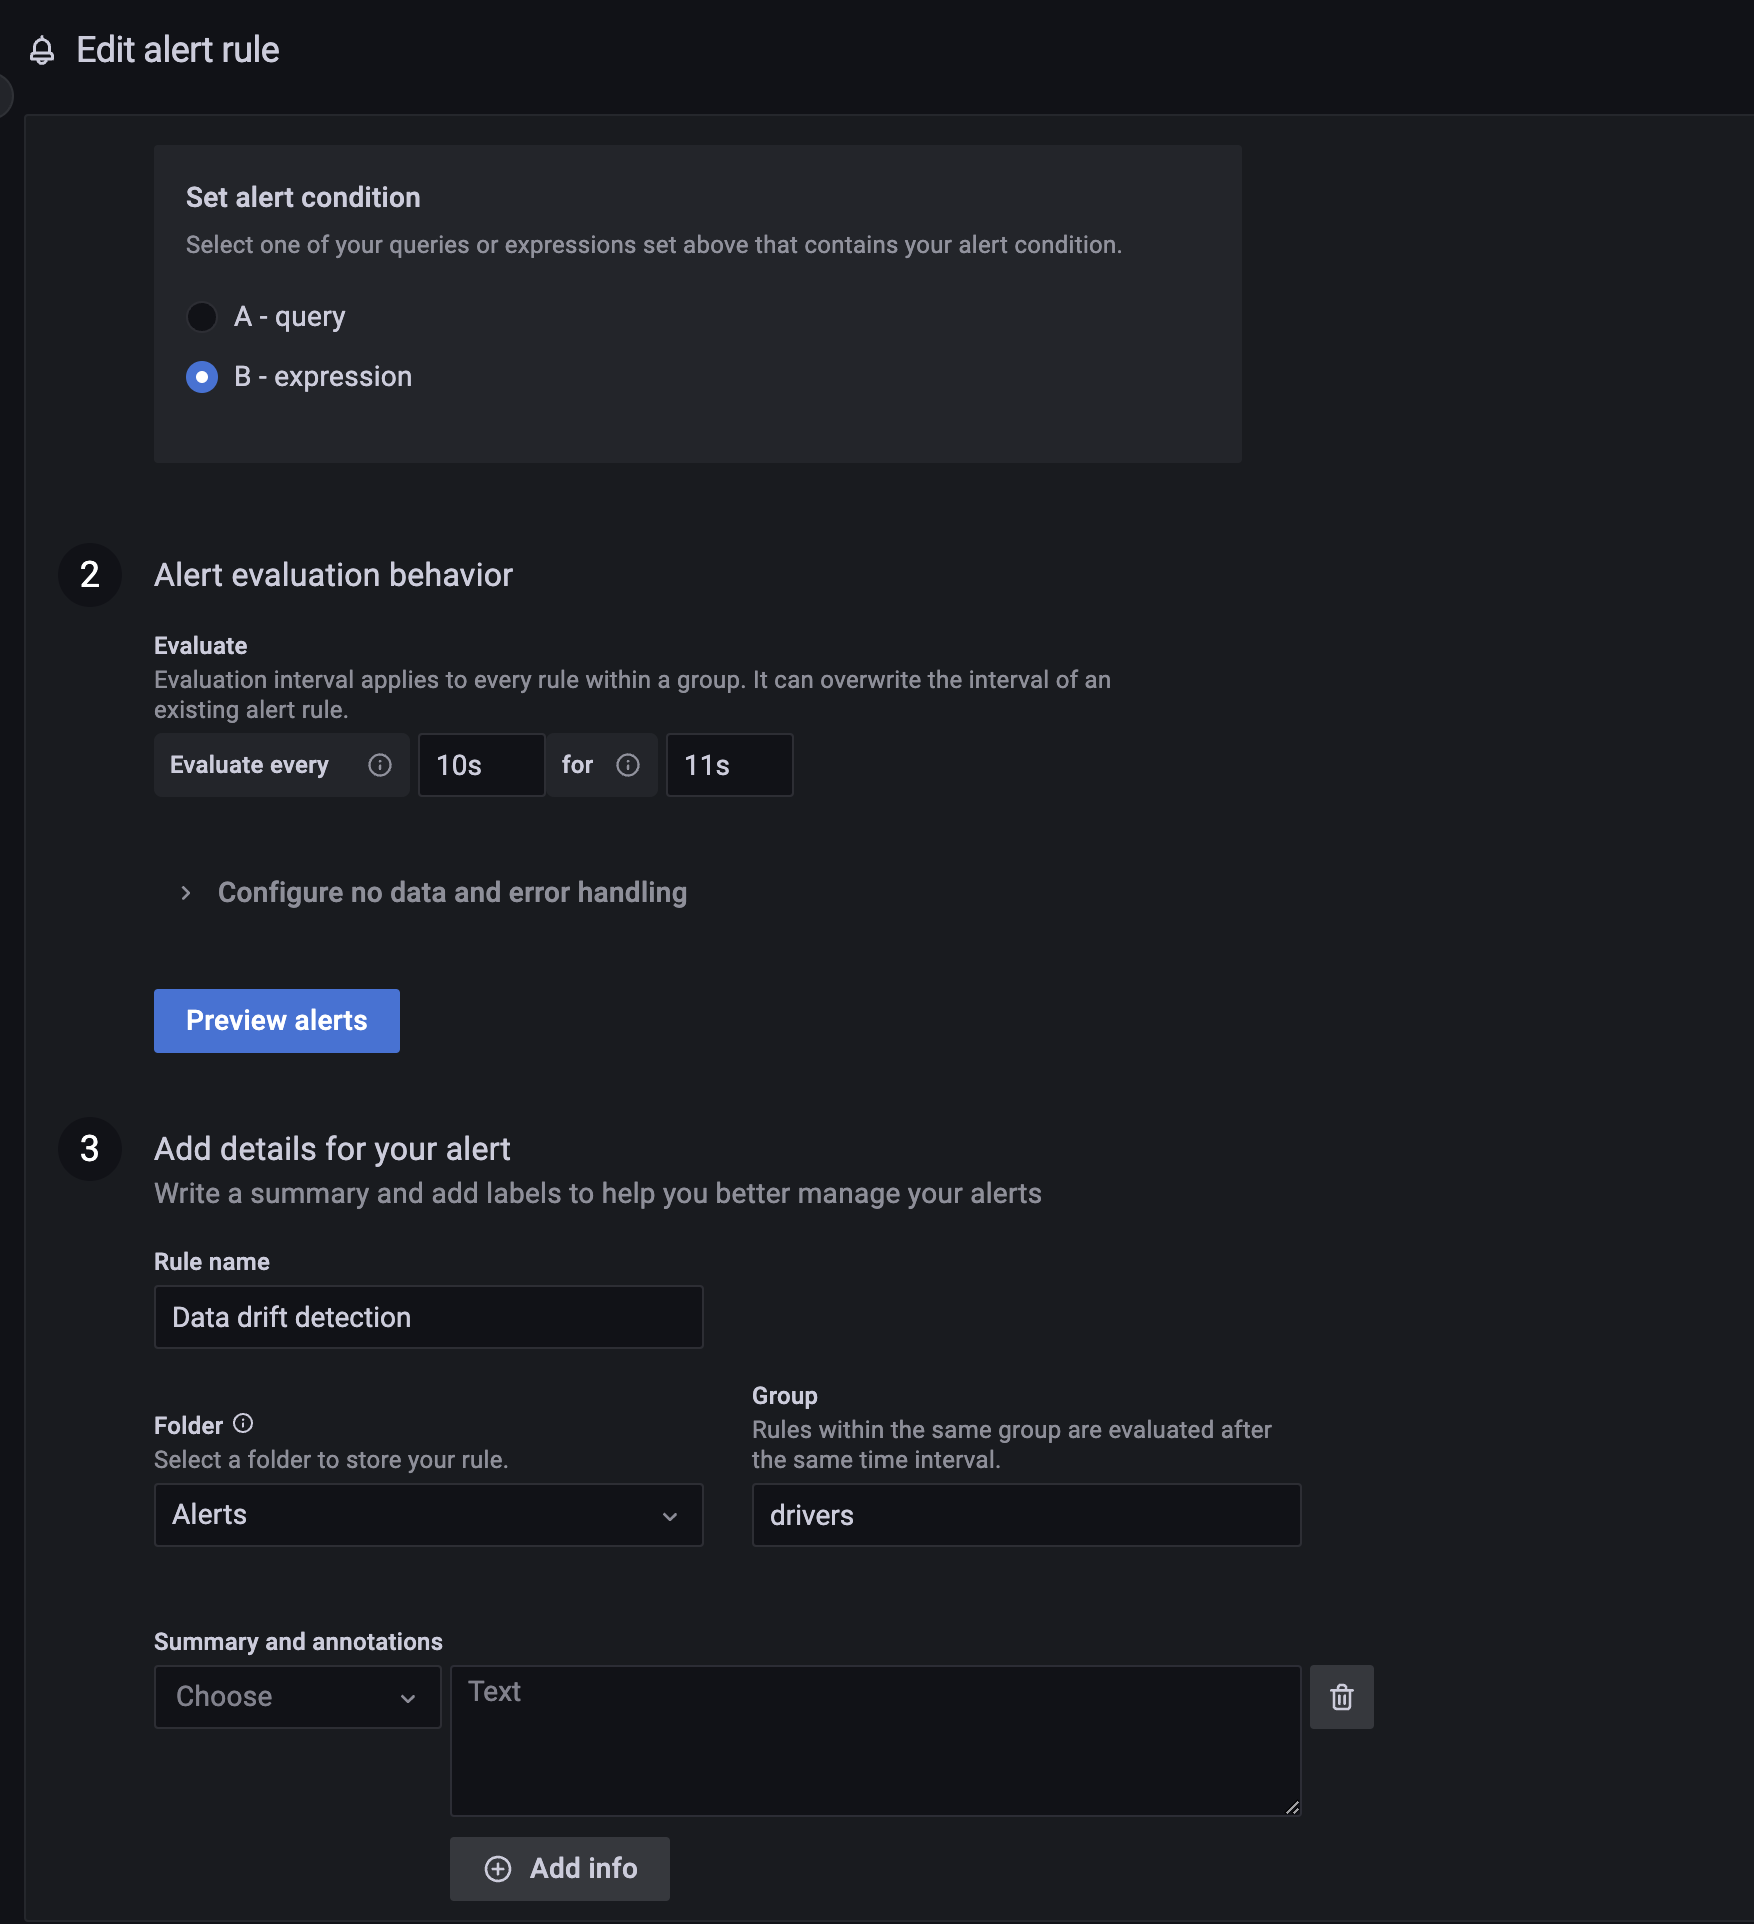 Edit alert rule
Set alert condition
Select one of your queries or expressions set above that contains your alert condition.
A - query
B - expression
2
Alert evaluation behavior
Evaluate
Evaluation interval applies to every rule within a group. It can overwrite the interval of an
existing alert rule.
Evaluate every 10s for 11s
Configure no data and error handling
Preview alerts
3
Add details for your alert
Write a summary and add labels to help you better manage your alerts
Rule name
Data drift detection
Folder
Select a folder to store your rule.
Alerts
Group
Rules within the same group are evaluated after
the same time interval.
drivers
Summary and annotations
Choose
Text
Add info